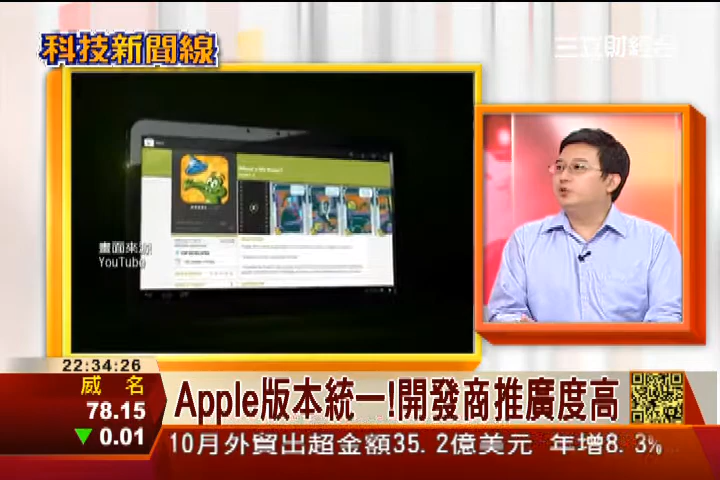 科技新聞線
三立財經台
Where's My Water?
畫面來源
YouTube
22:34:26
威名
78.15
▼0.01
Apple版本統一!開發商推廣度高
10月外貿出超金額35.2億美元 年增8.3%